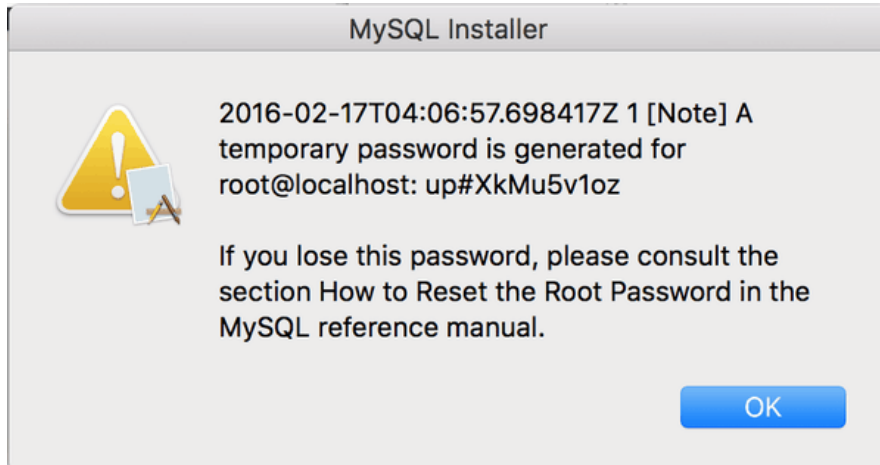 MySQL Installer
2016-02-17T04:06:57.698417Z 1 [Note] A
temporary password is generated for
root@localhost: up#XkMu5v1oz
If you lose this password, please consult the
section How to Reset the Root Password in the
MySQL reference manual.
OK